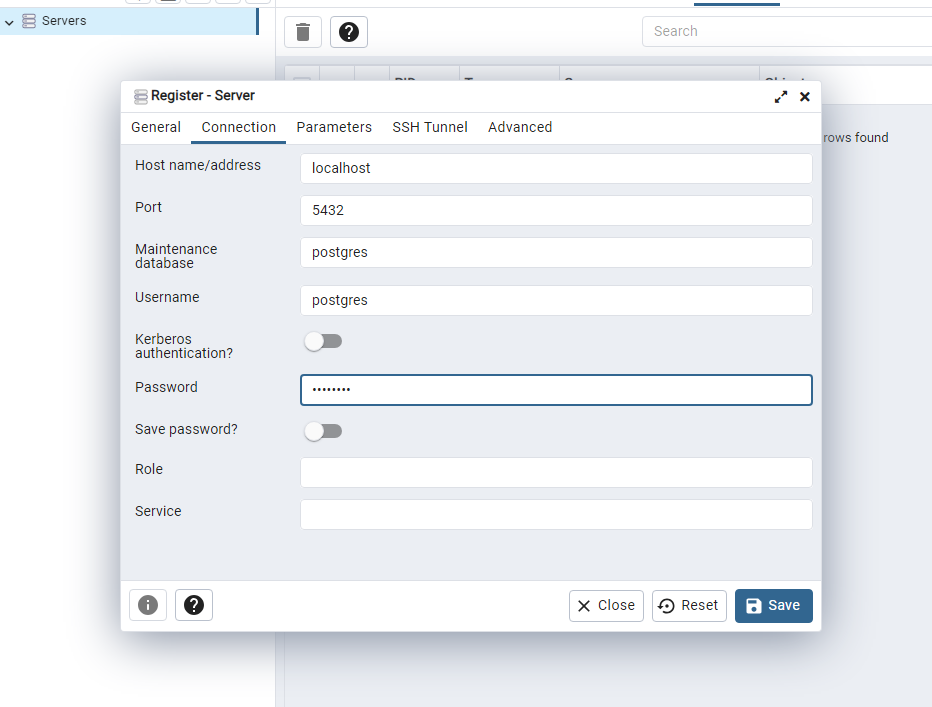 Servers
Search
Register - Server
General Connection Parameters SSH Tunnel Advanced
rows found
Host name/address localhost
Port 5432
Maintenance
database
postgres
Username postgres
Kerberos
authentication?
Password ••••••••
Save password?
Role
Service
i ? Close Reset Save